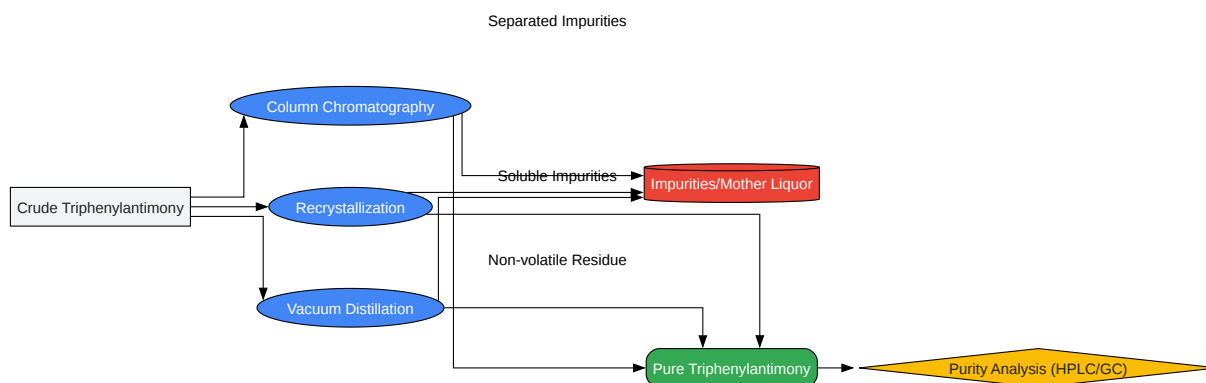 Separated Impurities
Column Chromatography
Soluble Impurities
Impurities/Mother Liquor
Crude Triphenylantimony
Recrystallization
Non-volatile Residue
Vacuum Distillation
Pure Triphenylantimony
Purity Analysis (HPLC/GC)